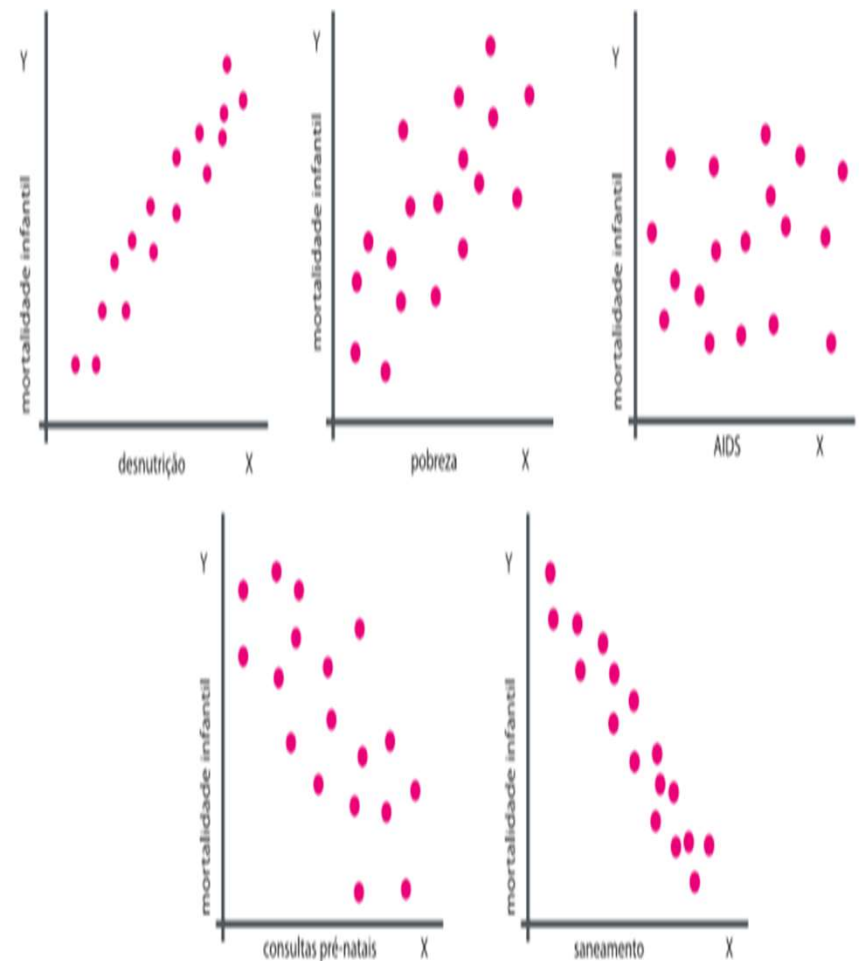 Y
mortalidade infantil
desnutrição X
Y
mortalidade infantil
pobreza X
Y
mortalidade infantil
AIDS X
Y
mortalidade infantil
consultas pré-natais X
Y
mortalidade infantil
saneamento X